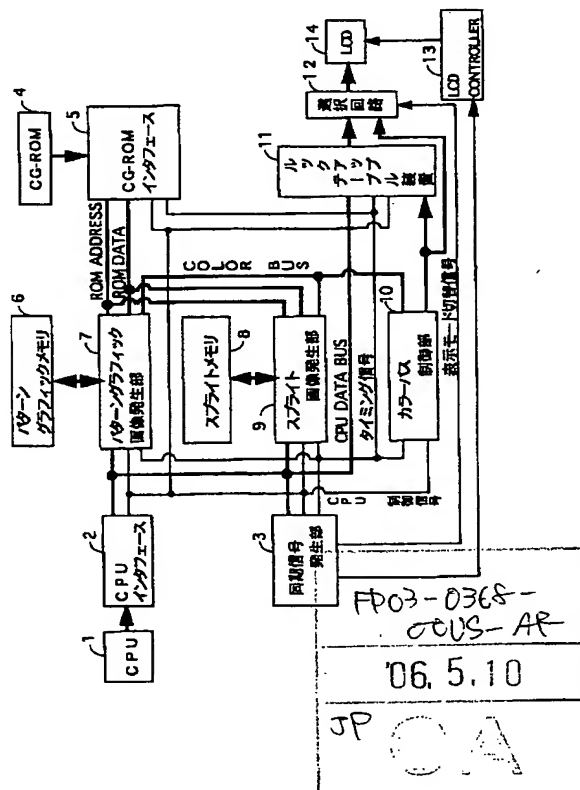 4
CG-ROM
5
CG-ROM
インタフェース
ROM ADDRESS
ROM DATA
6
パターン
グラフィックメモリ
7
パターングラフィック
画像発生部
COLOR BUS
8
スプライトメモリ
9
スプライト
画像発生部
CPU DATA BUS
タイミング信号
10
カラーバス
制御部
表示モード切替信号
11
ルックアップ
テーブル装置
12
選択回路
14
LCD
13
LCD
CONTROLLER
1
CPU
2
CPU
インタフェース
3
同期信号
発生部
CPU 制御信号
FP03-0368-
00US-AP
'06.5.10
JP
OA